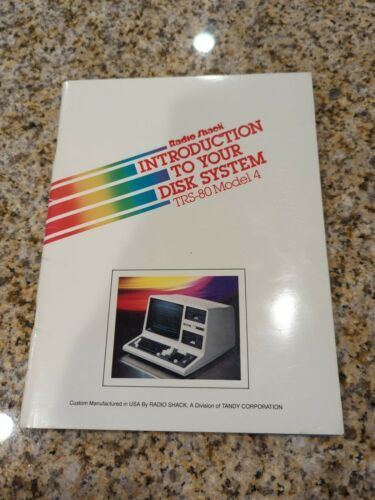 Radio Shack
INTRODUCTION
TO YOUR
DISK SYSTEM
TRS-80 Model 4
Custom Manufactured in USA By RADIO SHACK, A Division of TANDY CORPORATION